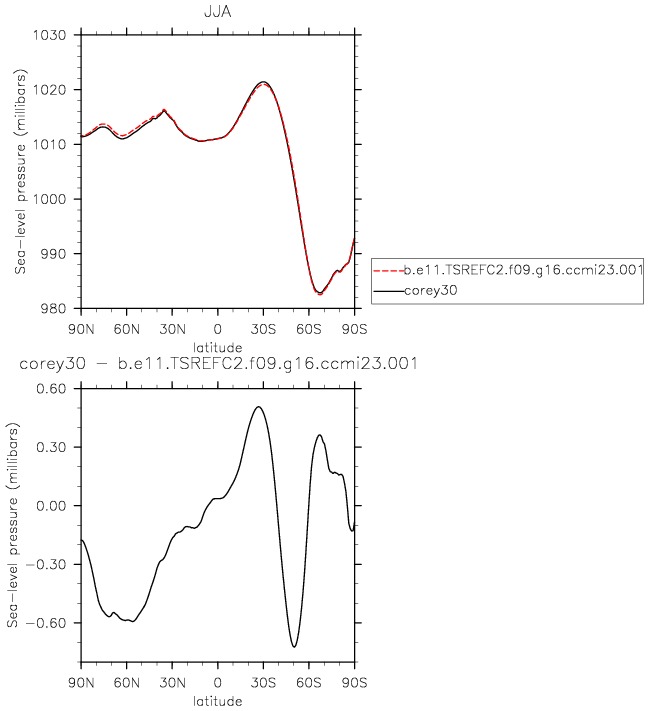 JJA
1030
1020
1010
1000
990
980
Sea-level pressure (millibars)
90N 60N 30N 0 30S 60S 90S
latitude
b.e11.TSREFC2.f09.g16.ccmi23.001
corey30
corey30 - b.e11.TSREFC2.f09.g16.ccmi23.001
0.60
0.30
0.00
-0.30
-0.60
Sea-level pressure (millibars)
90N 60N 30N 0 30S 60S 90S
latitude